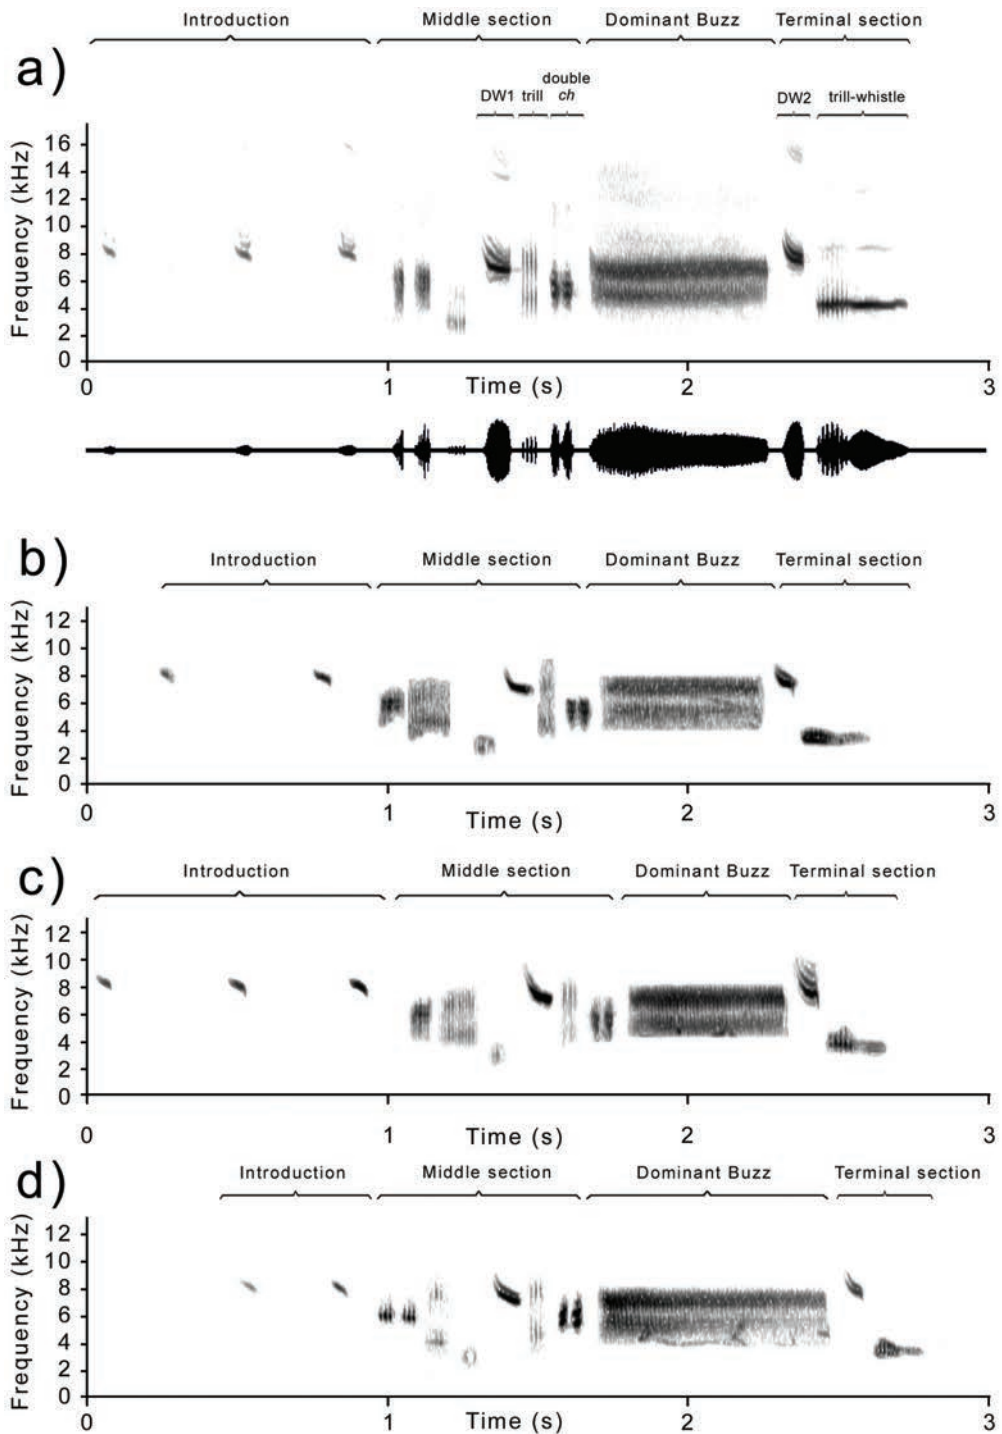 Introduction Middle section Dominant Buzz Terminal section
a)
double
DW1 trill ch DW2 trill-whistle
Frequency (kHz)
16
14
12
10
8
6
4
2
0
0 1 2 3
Time (s)
b)
Introduction Middle section Dominant Buzz Terminal section
Frequency (kHz)
12
10
8
6
4
2
0
0 1 2 3
Time (s)
c)
Introduction Middle section Dominant Buzz Terminal section
Frequency (kHz)
12
10
8
6
4
2
0
0 1 2 3
Time (s)
d)
Introduction Middle section Dominant Buzz Terminal section
Frequency (kHz)
12
10
8
6
4
2
0
0 1 2 3
Time (s)